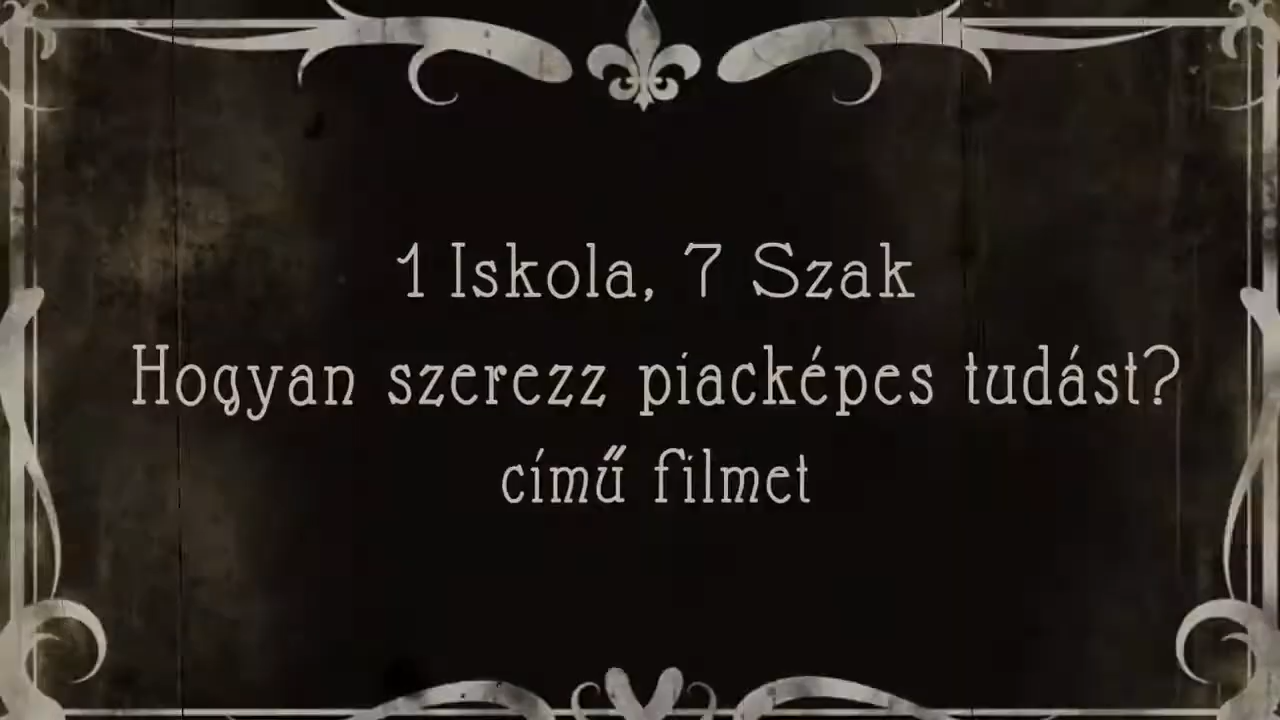 1 Iskola, 7 Szak
Hogyan szerezz piacképes tudást?
című filmet